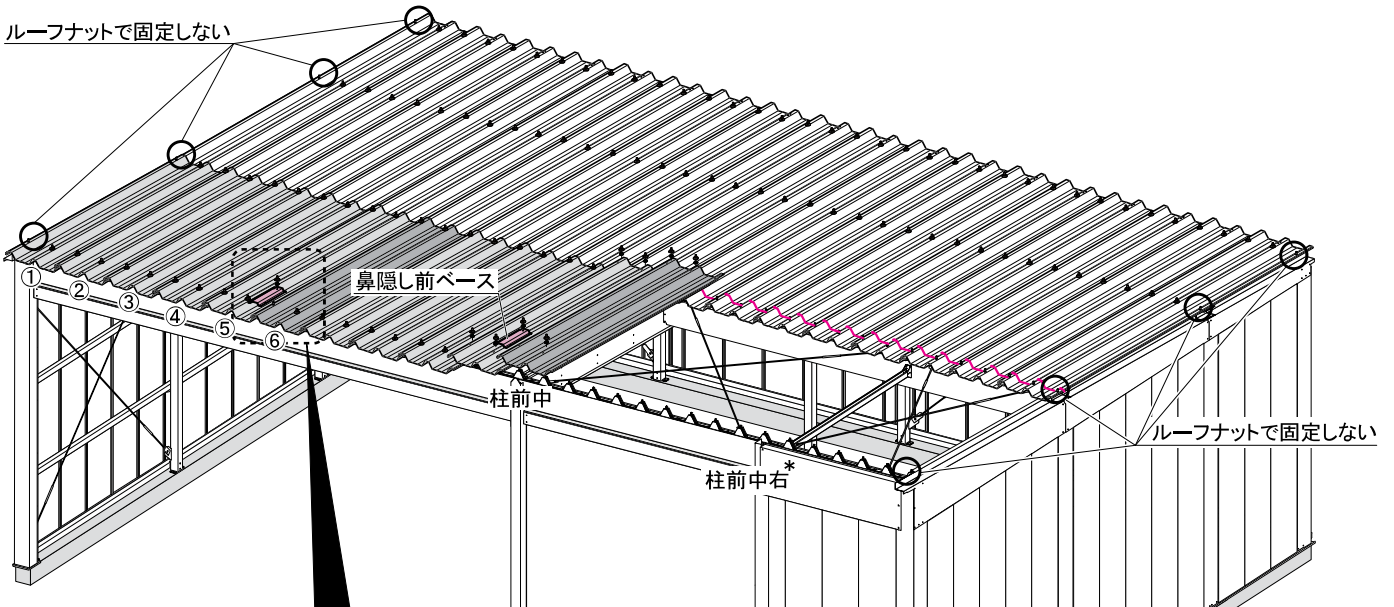 ルーフナットで固定しない
鼻隠し前ベース
①
②
③
④
⑤
⑥
柱前中
ルーフナットで固定しない
柱前中右*